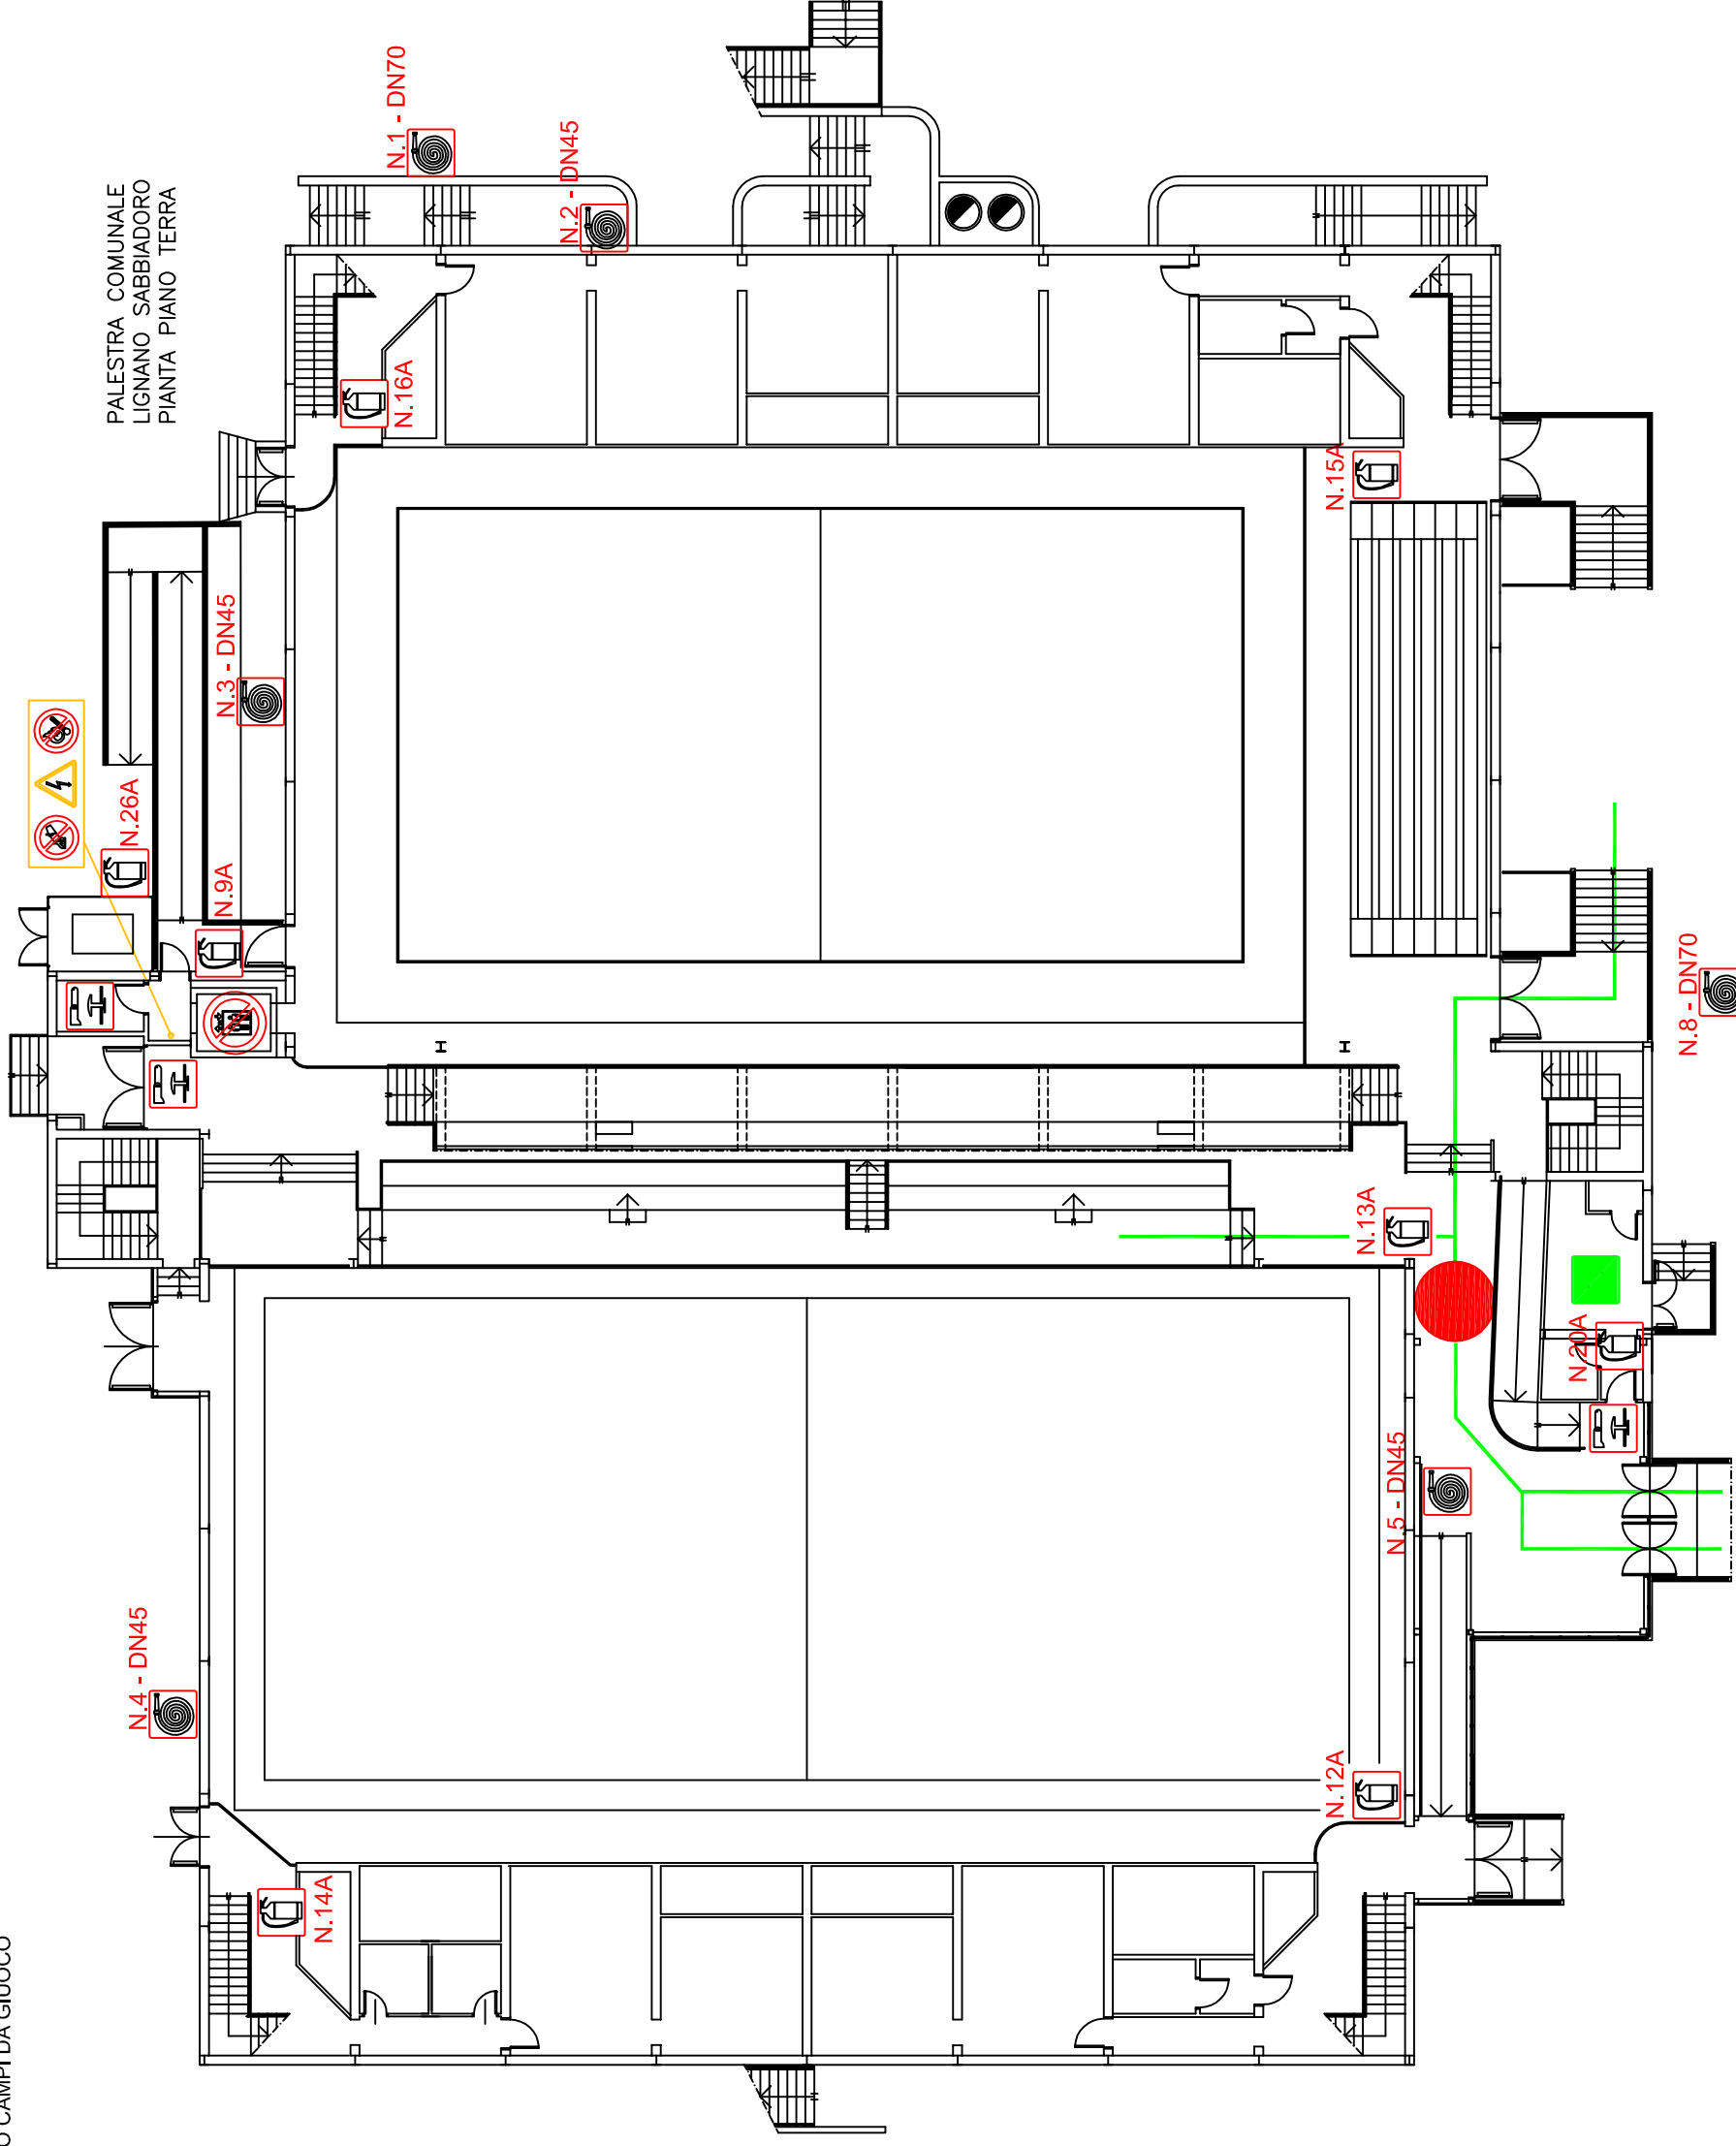 PALESTRA COMUNALE
LIGNANO SABBIADORO
PIANTA PIANO TERRA
N.1 - DN70
N.2 - DN45
N.16A
N.15A
N.3 - DN45
N.26A
N.9A
N.8 - DN70
N.13A
N.20A
N.5 - DN45
N.4 - DN45
N.12A
N.14A
O CAMPI DA GIUOCO